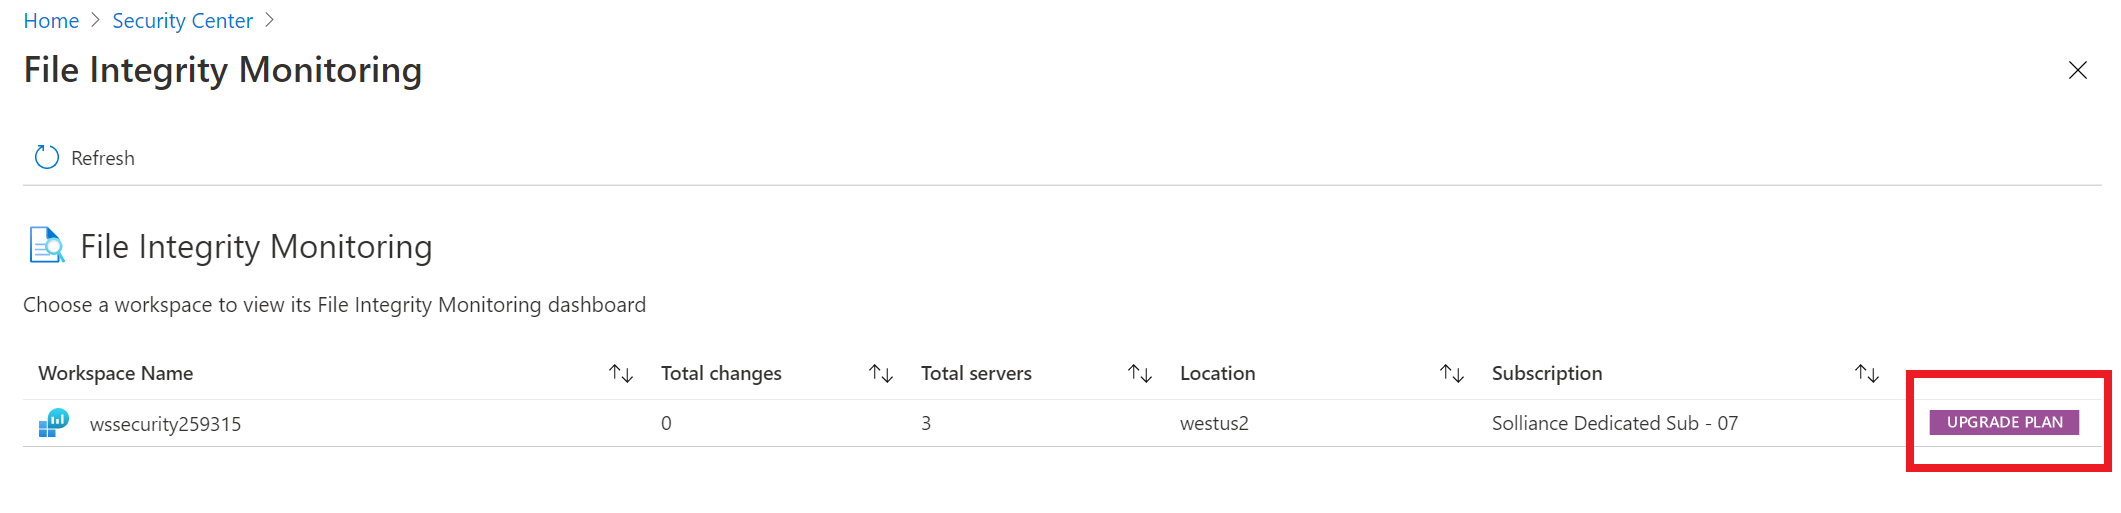 Home > Security Center >
File Integrity Monitoring
Refresh
File Integrity Monitoring
Choose a workspace to view its File Integrity Monitoring dashboard
Workspace Name Total changes Total servers Location Subscription
wssecurity259315 0 3 westus2 Solliance Dedicated Sub - 07 UPGRADE PLAN